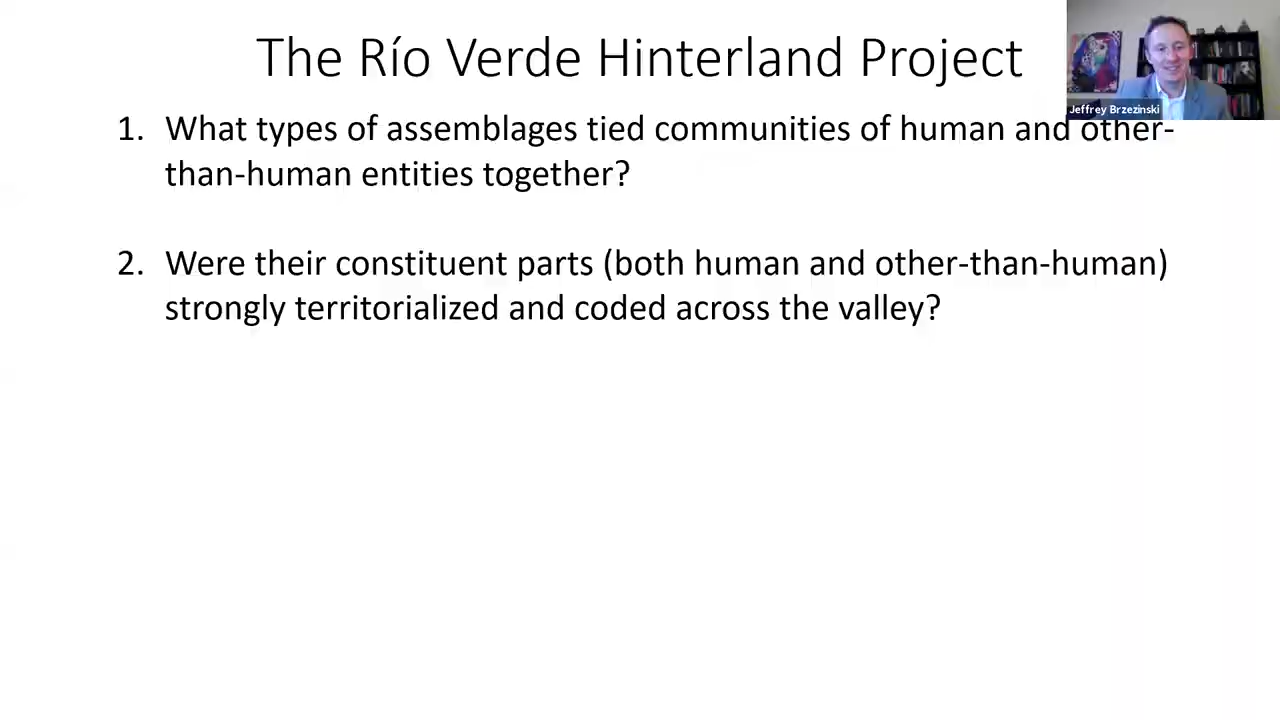 The Río Verde Hinterland Project
Jeffrey Brzezinski
1. What types of assemblages tied communities of human and other-
than-human entities together?
2. Were their constituent parts (both human and other-than-human)
strongly territorialized and coded across the valley?